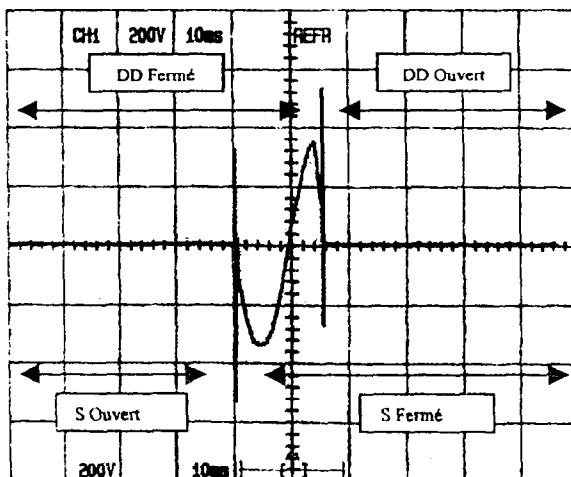 CH1 200V 10ms REFR
DD Fermé DD Ouvert
S Ouvert S Fermé
200V 10ms